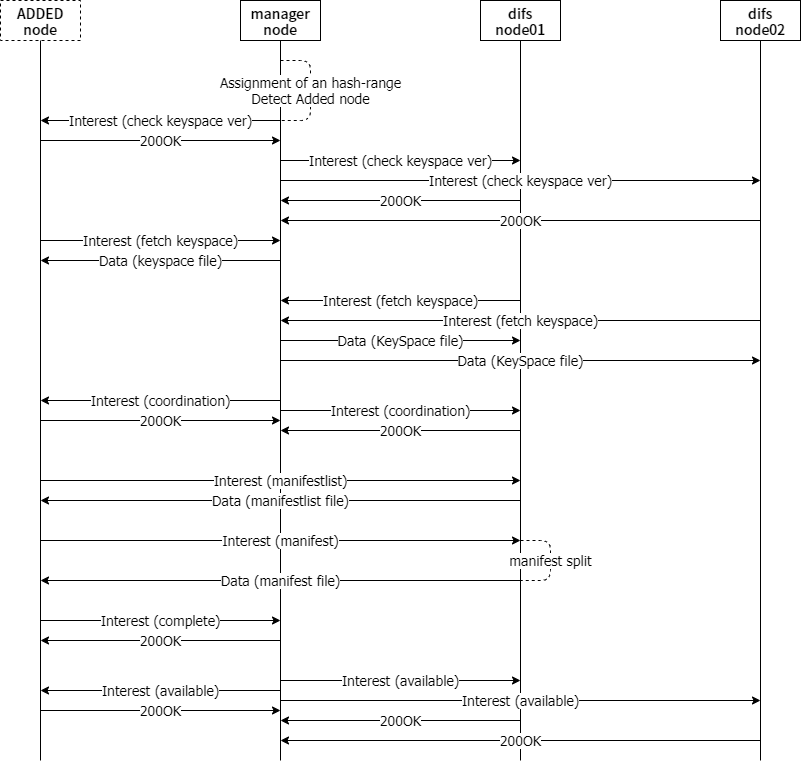 ADDED
node
manager
node
difs
node01
difs
node02
Assignment of an hash-range
Detect Added node
Interest (check keyspace ver)
200OK
Interest (check keyspace ver)
Interest (check keyspace ver)
200OK
200OK
Interest (fetch keyspace)
Data (keyspace file)
Interest (fetch keyspace)
Interest (fetch keyspace)
Data (KeySpace file)
Data (KeySpace file)
Interest (coordination)
Interest (coordination)
200OK
200OK
Interest (manifestlist)
Data (manifestlist file)
Interest (manifest)
manifest split
Data (manifest file)
Interest (complete)
200OK
Interest (available)
Interest (available)
Interest (available)
200OK
200OK
200OK